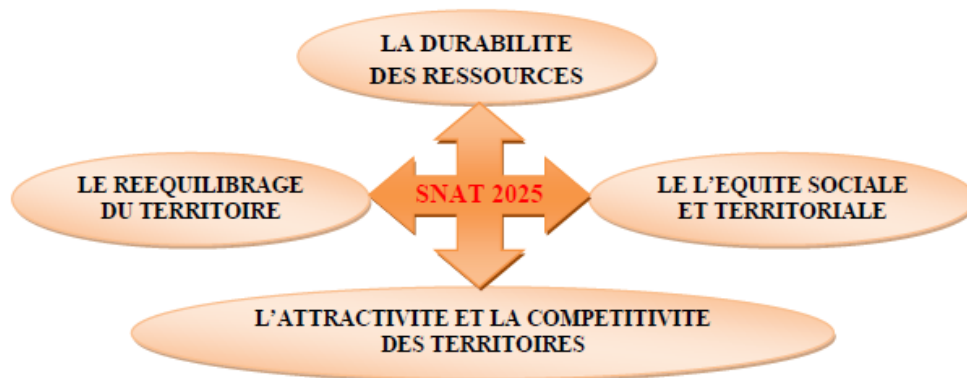 LA DURABILITE
DES RESSOURCES
LE REEQUILIBRAGE
DU TERRITOIRE
SNAT 2025
LE L’EQUITE SOCIALE
ET TERRITORIALE
L’ATTRACTIVITE ET LA COMPETITIVITE
DES TERRITOIRES